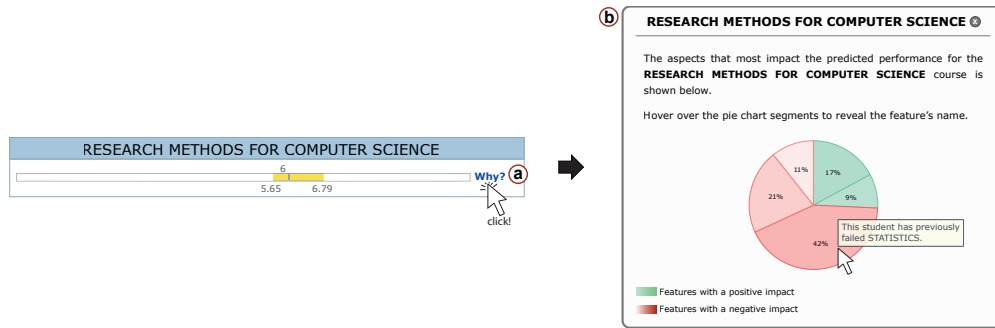 RESEARCH METHODS FOR COMPUTER SCIENCE
6
5.65 6.79
Why?
a
click!
b
RESEARCH METHODS FOR COMPUTER SCIENCE
x
The aspects that most impact the predicted performance for the
RESEARCH METHODS FOR COMPUTER SCIENCE course is
shown below.
Hover over the pie chart segments to reveal the feature's name.
11% 17%
21% 9%
42%
This student has previously
failed STATISTICS.
Features with a positive impact
Features with a negative impact